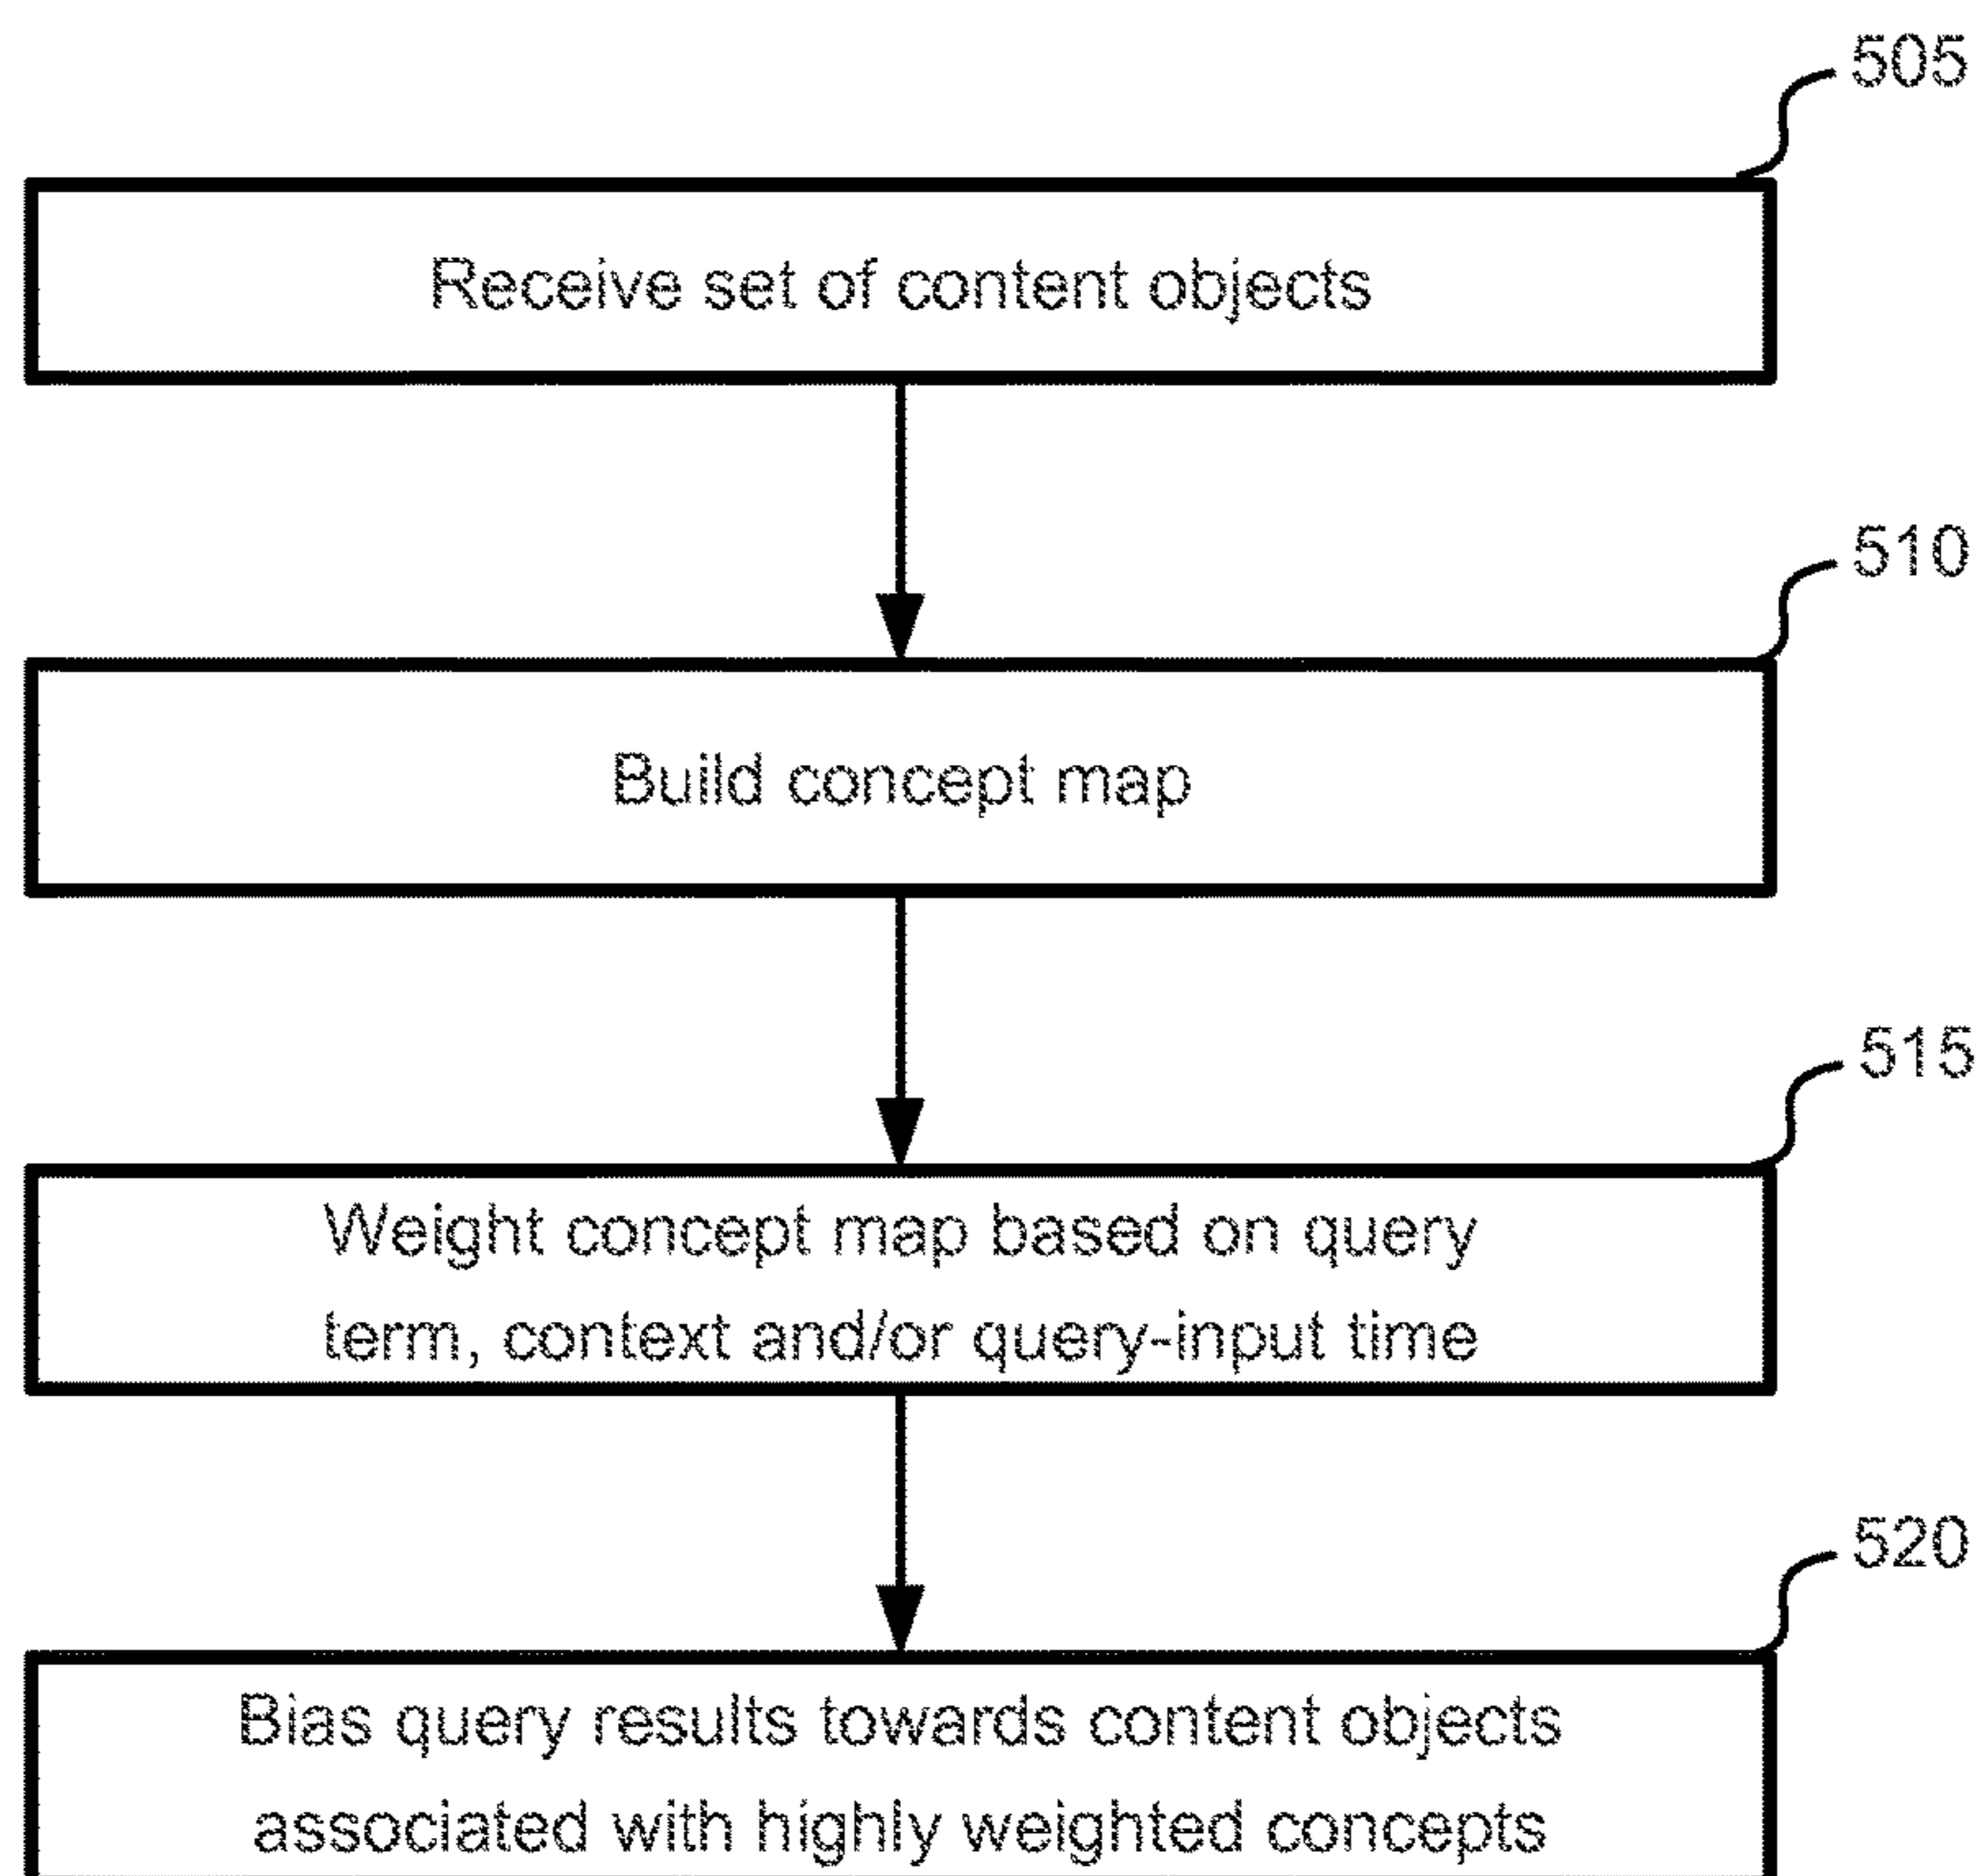 505
Receive set of content objects
510
Build concept map
515
Weight concept map based on query
term, context and/or query-input time
520
Bias query results towards content objects
associated with highly weighted concepts